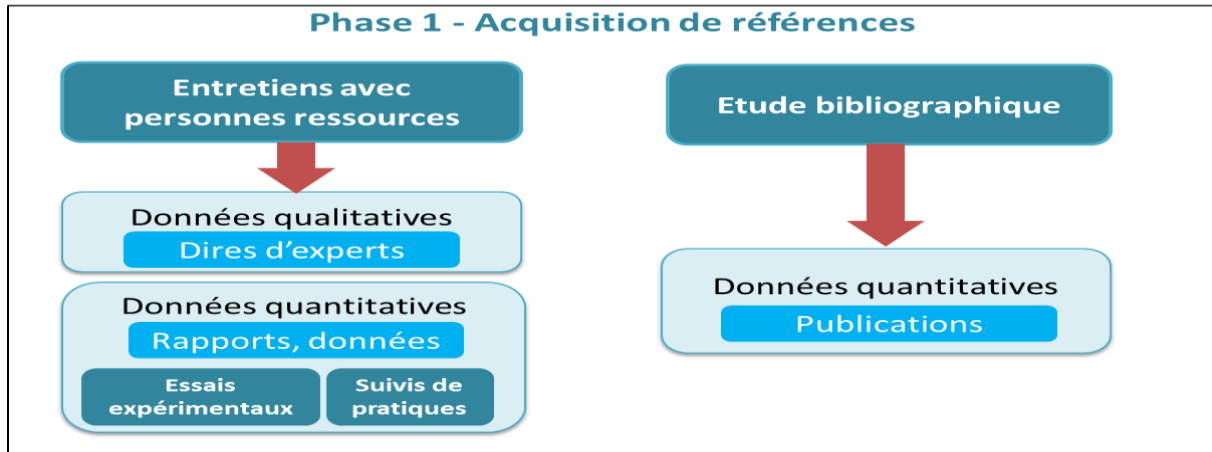 Phase 1 - Acquisition de références
Entretiens avec
personnes ressources
Données qualitatives
Dires d’experts
Données quantitatives
Rapports, données
Essais
expérimentaux
Suivis de
pratiques
Etude bibliographique
Données quantitatives
Publications